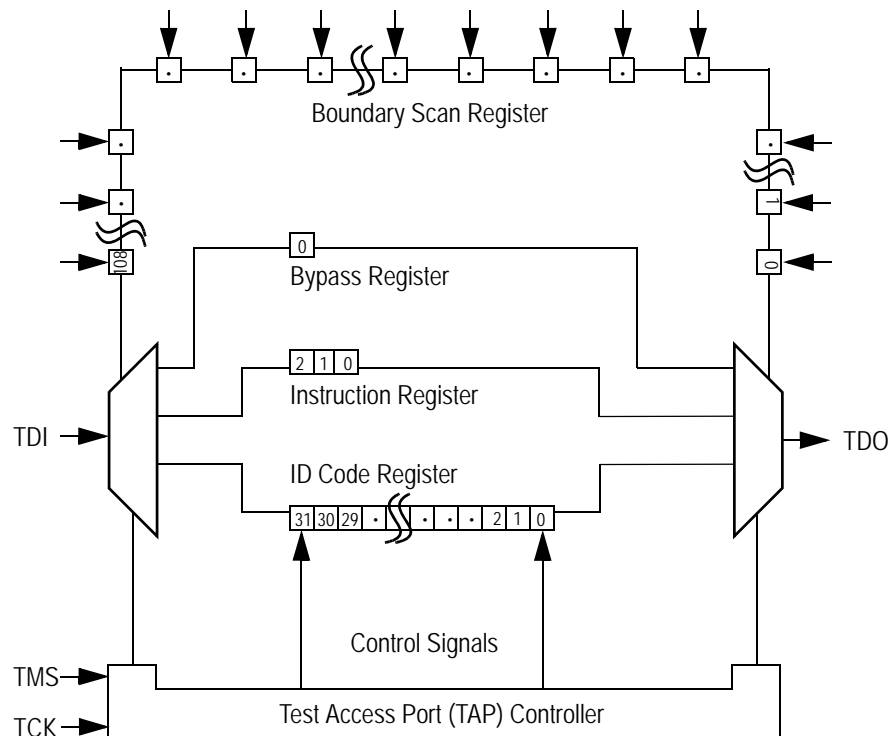 Boundary Scan Register
1
108
0
0
Bypass Register
2 1 0
Instruction Register
TDI
TDO
ID Code Register
31 30 29 · · · · 2 1 0
Control Signals
TMS
Test Access Port (TAP) Controller
TCK